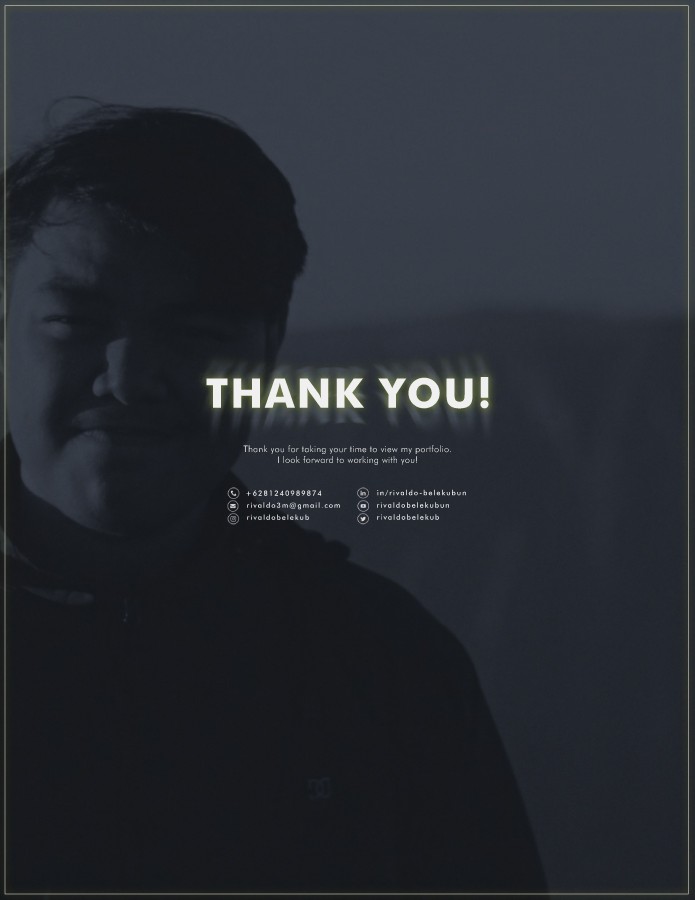 THANK YOU!
Thank you for taking your time to view my portfolio.
I look forward to working with you!
+6281240989874
rivaldo3m@gmail.com
rivaldobelekub
in/rivaldo-belekubun
rivaldobelekubun
rivaldobelekub